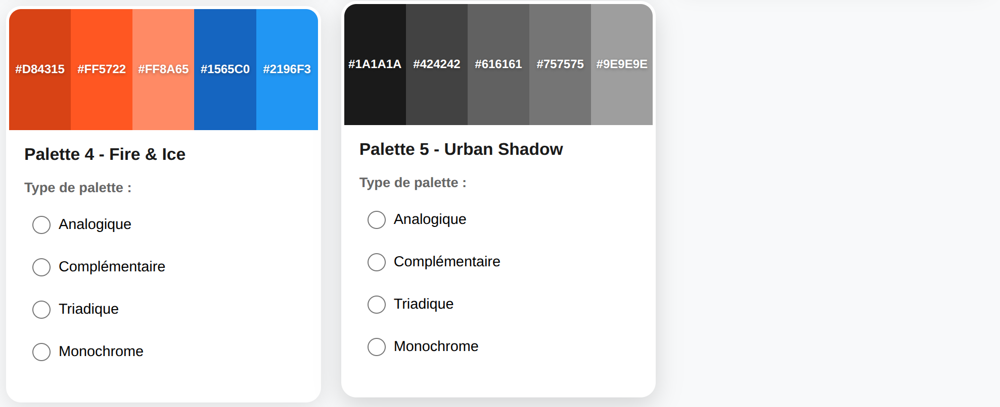 #D84315 #FF5722 #FF8A65 #1565C0 #2196F3
Palette 4 - Fire & Ice
Type de palette :
Analogique
Complémentaire
Triadique
Monochrome
#1A1A1A #424242 #616161 #757575 #9E9E9E
Palette 5 - Urban Shadow
Type de palette :
Analogique
Complémentaire
Triadique
Monochrome